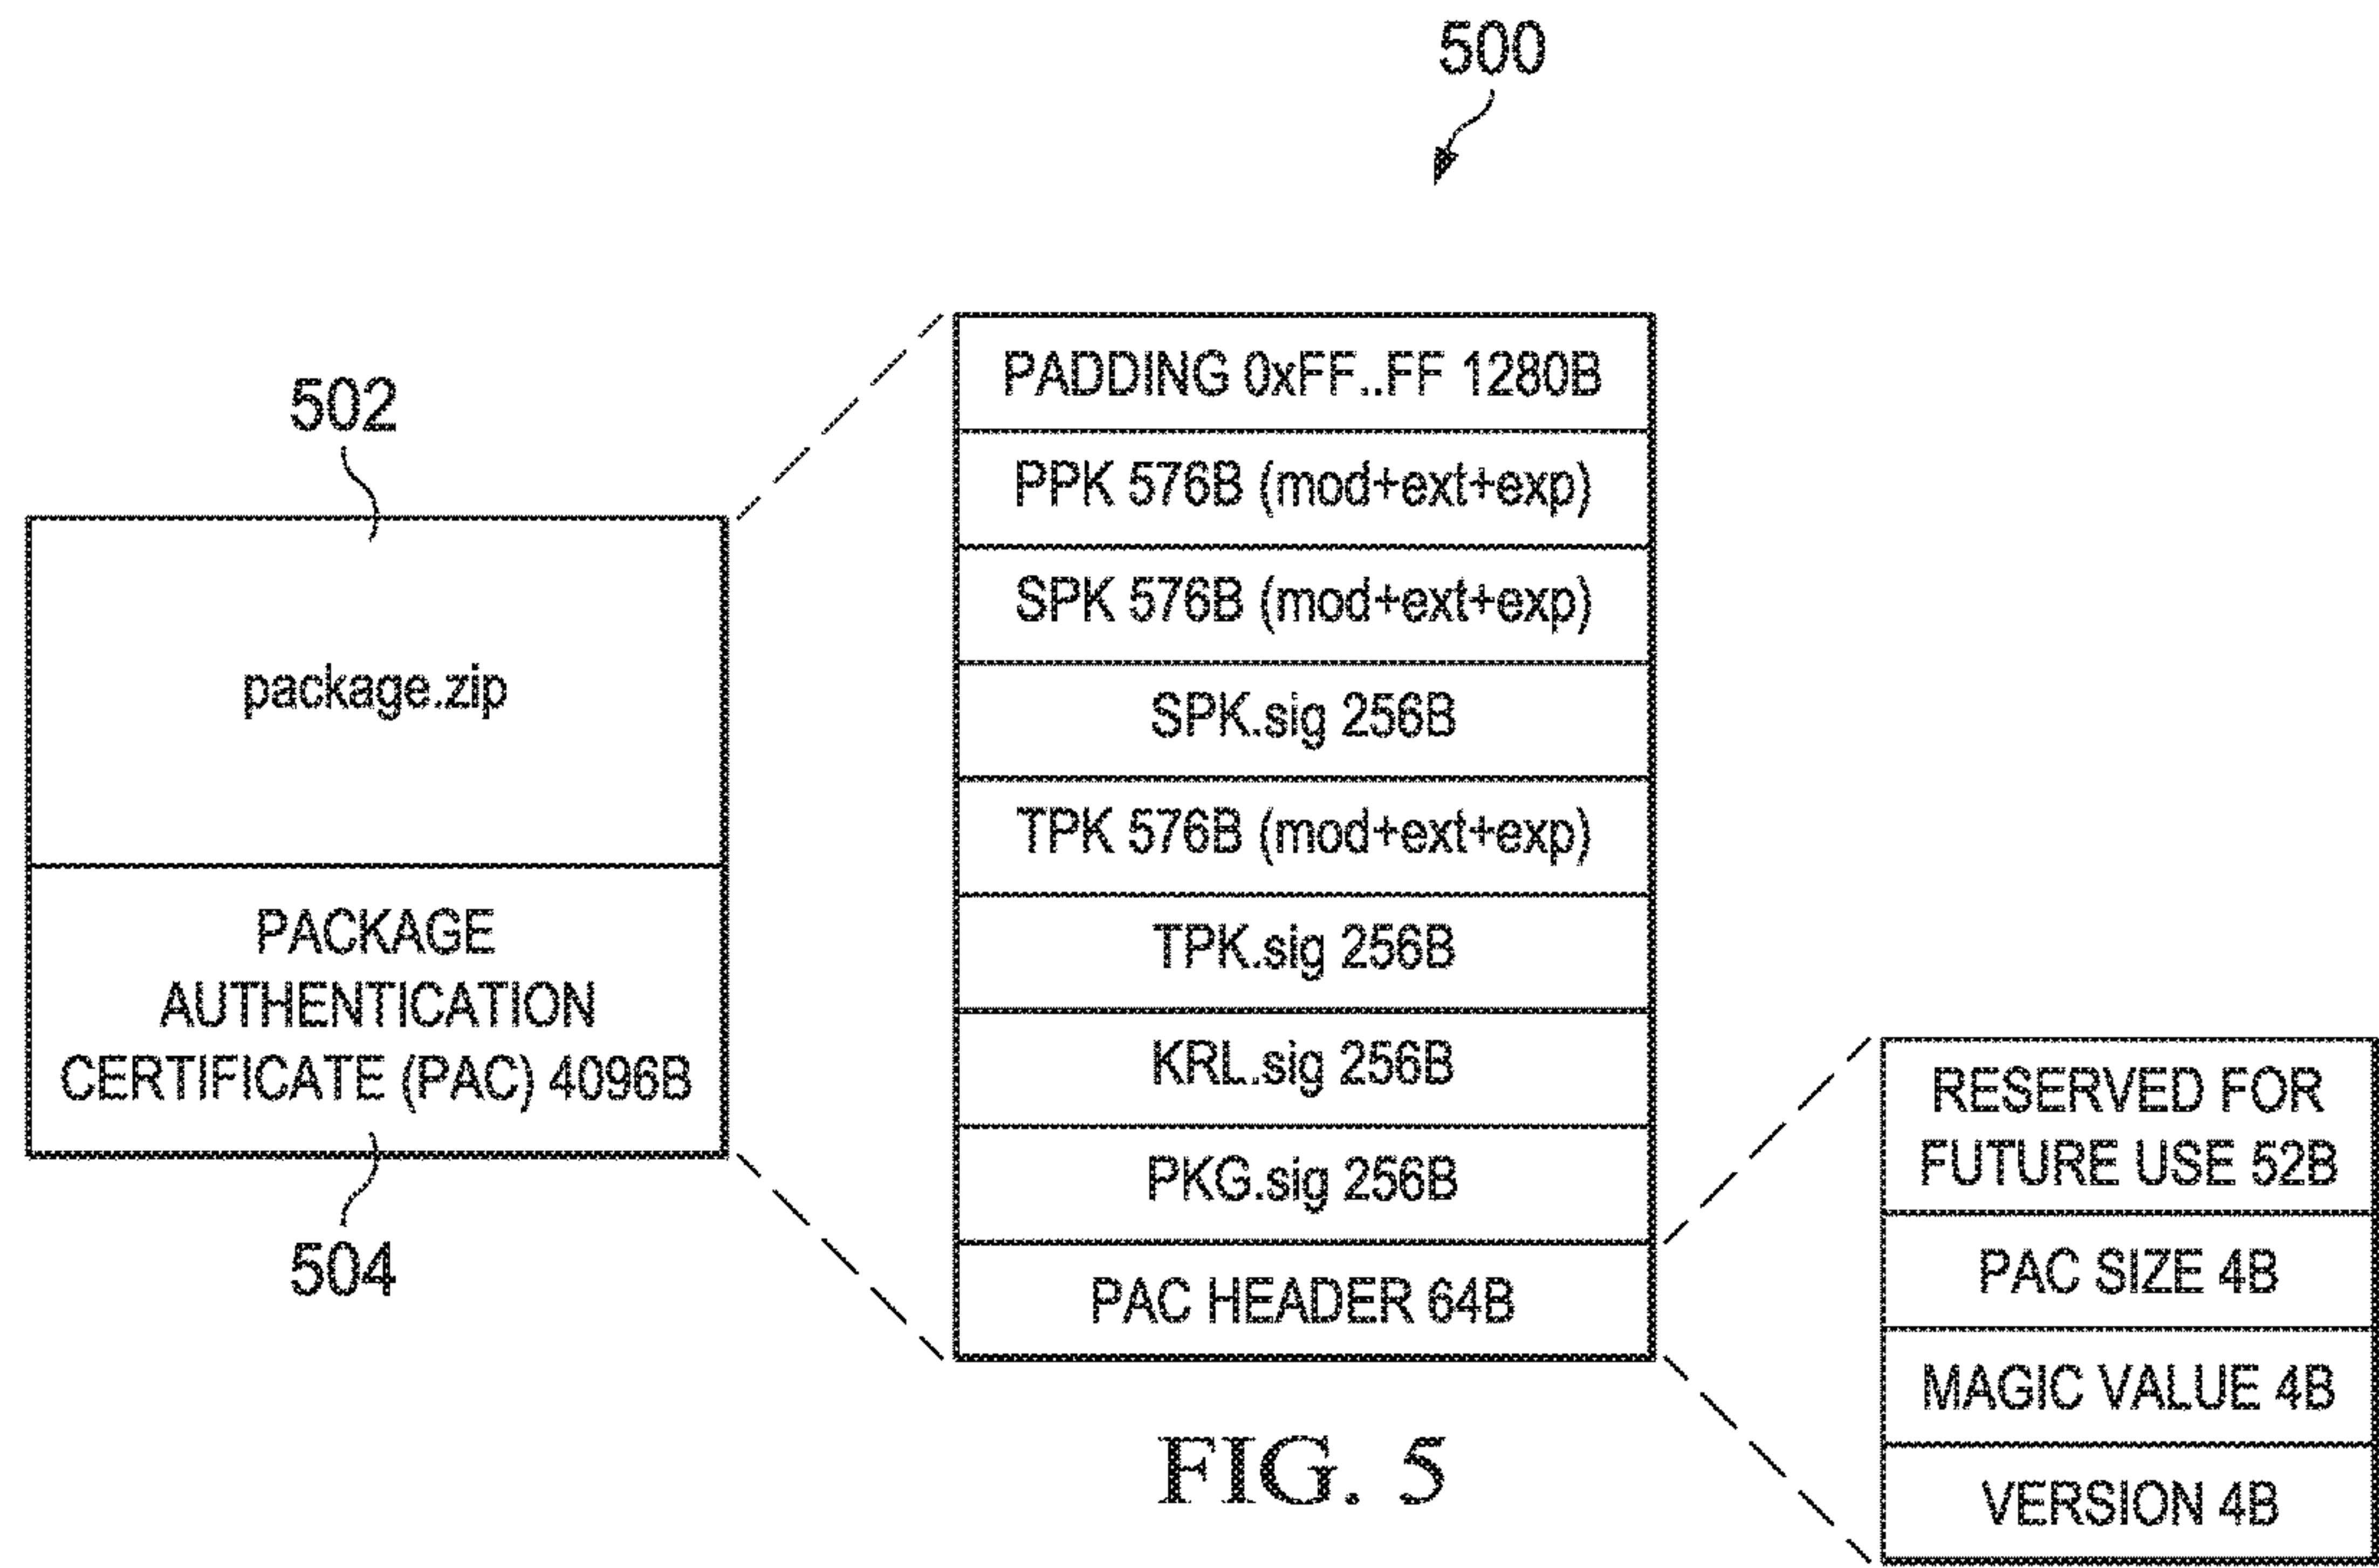 500
502
package.zip
PACKAGE
AUTHENTICATION
CERTIFICATE (PAC) 4096B
504
PADDING 0xFF..FF 1280B
PPK 576B (mod+ext+exp)
SPK 576B (mod+ext+exp)
SPK.sig 256B
TPK 576B (mod+ext+exp)
TPK.sig 256B
KRL.sig 256B
PKG.sig 256B
PAC HEADER 64B
RESERVED FOR
FUTURE USE 52B
PAC SIZE 4B
MAGIC VALUE 4B
VERSION 4B
FIG. 5